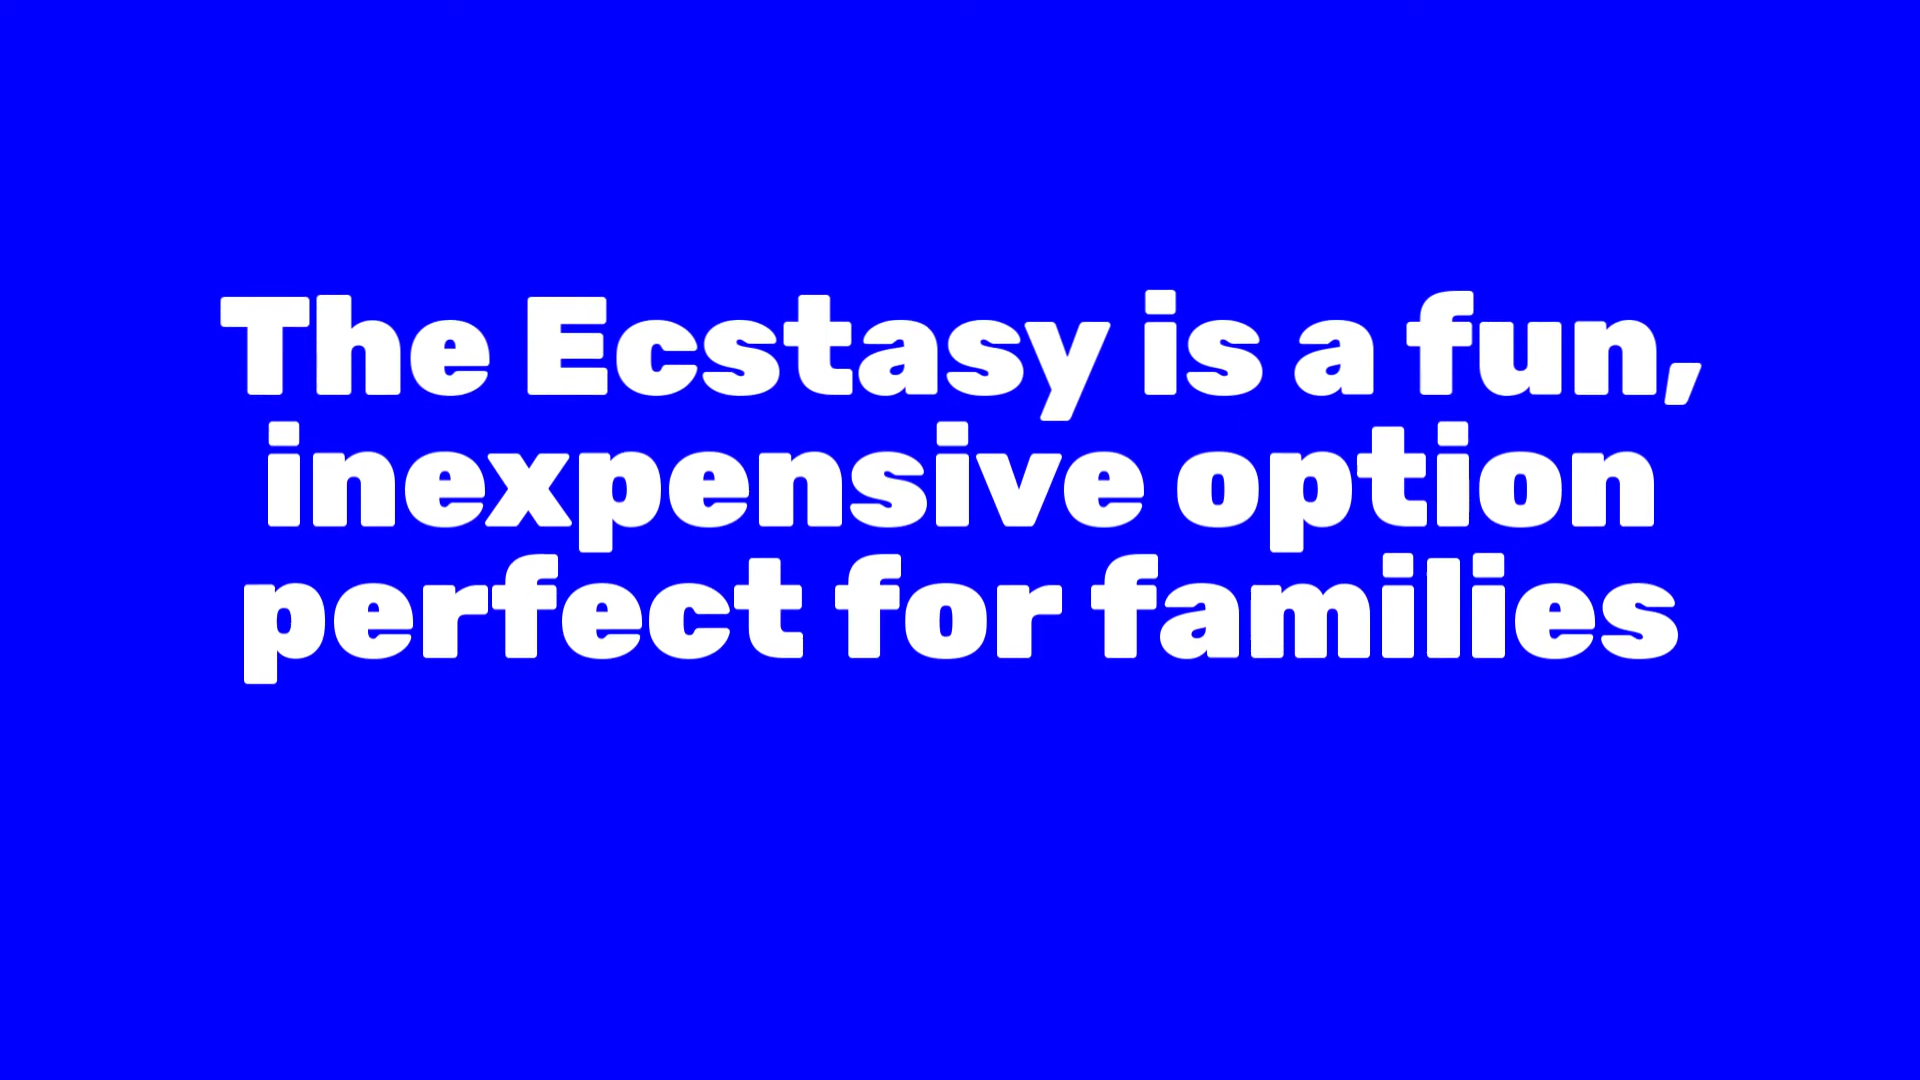 The Ecstasy is a fun,
inexpensive option
perfect for families